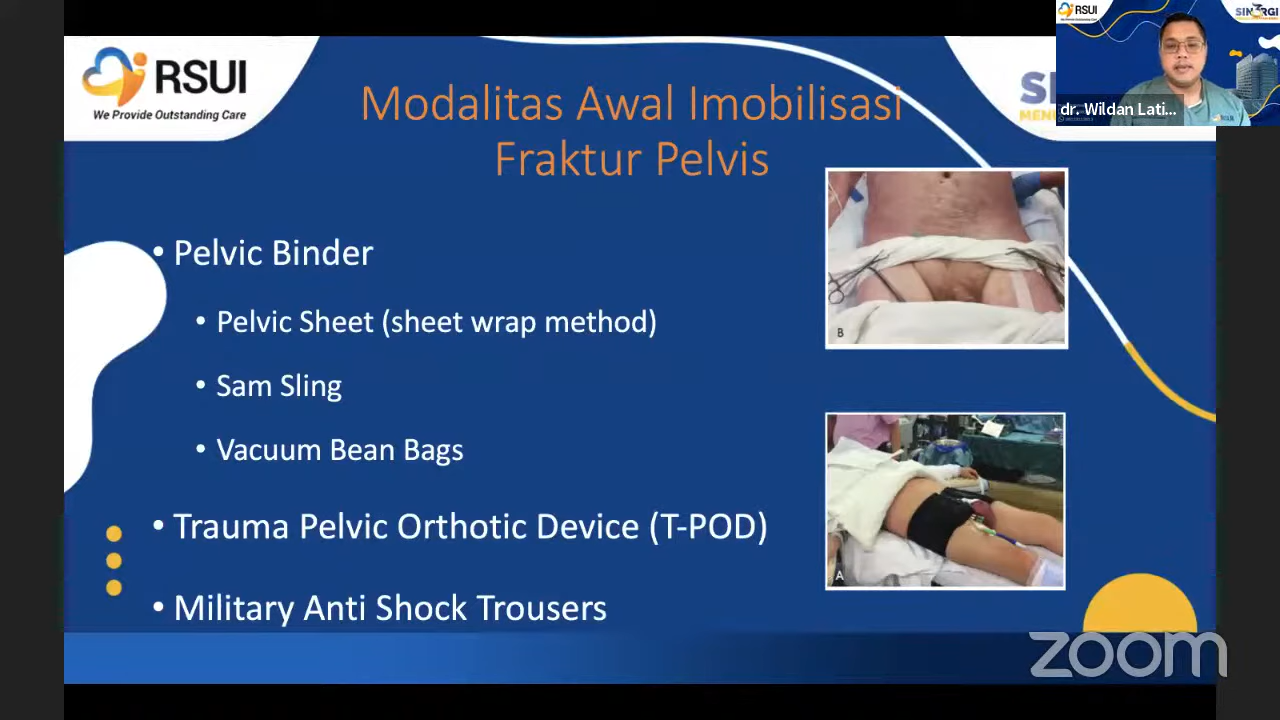 RSUI
We Provide Outstanding Care
Modalitas Awal Imobilisasi
Fraktur Pelvis
• Pelvic Binder
• Pelvic Sheet (sheet wrap method)
• Sam Sling
• Vacuum Bean Bags
• Trauma Pelvic Orthotic Device (T-POD)
• Military Anti Shock Trousers
B
A
RSUI
SINERGI
dr. Wildan Lati...
zoom